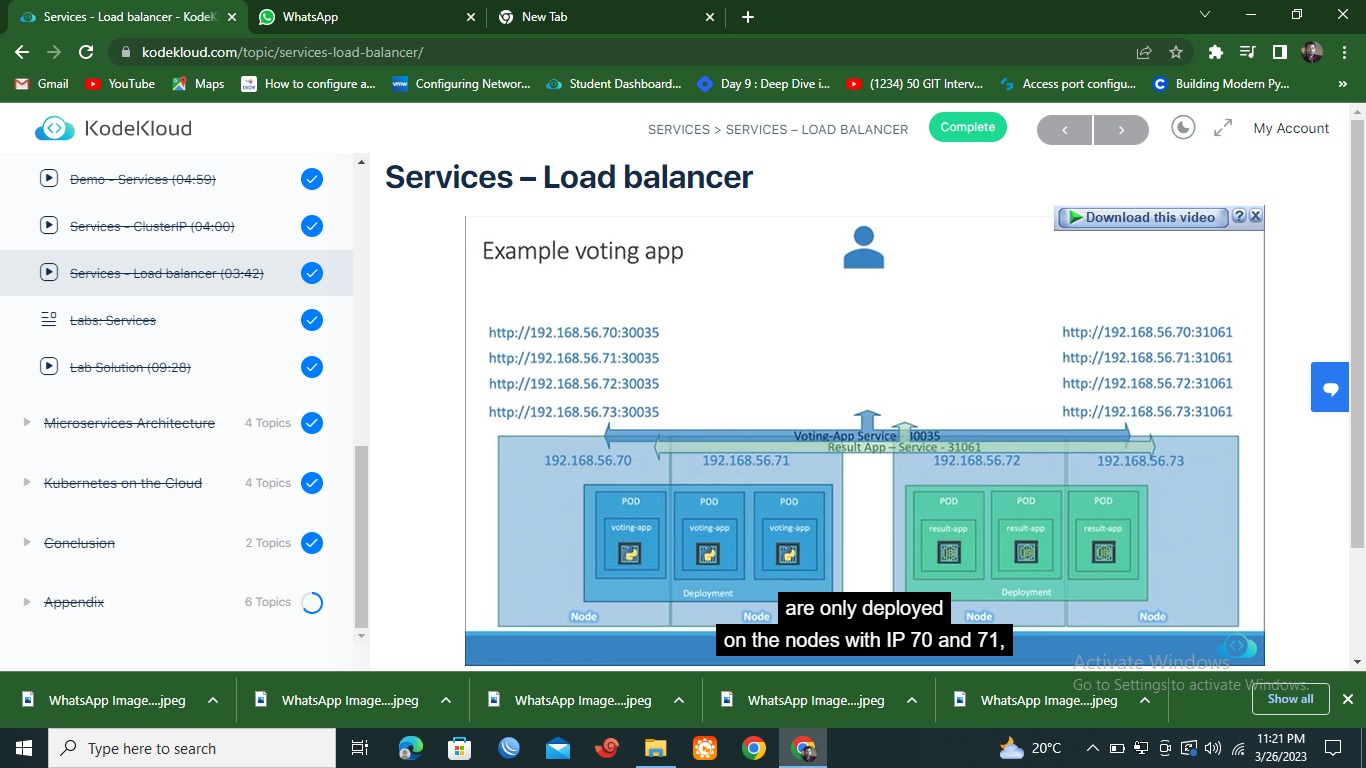 Services - Load balancer - KodeK
WhatsApp
New Tab
kodekloud.com/topic/services-load-balancer/
Gmail
YouTube
Maps
How to configure a...
Configuring Networ...
Student Dashboard...
Day 9 : Deep Dive i...
(1234) 50 GIT Interv...
Access port configu...
Building Modern Py...
KodeKloud
SERVICES > SERVICES – LOAD BALANCER
Complete
My Account
Demo - Services (04:59)
Services - ClusterIP (04:00)
Services - Load balancer (03:42)
Labs: Services
Lab Solution (09:28)
Microservices Architecture 4 Topics
Kubernetes on the Cloud 4 Topics
Conclusion 2 Topics
Appendix 6 Topics
Services – Load balancer
Download this video ? X
Example voting app
http://192.168.56.70:30035
http://192.168.56.71:30035
http://192.168.56.72:30035
http://192.168.56.73:30035
http://192.168.56.70:31061
http://192.168.56.71:31061
http://192.168.56.72:31061
http://192.168.56.73:31061
Voting-App Service
Result App – Service - 31061
192.168.56.70 192.168.56.71 192.168.56.72 192.168.56.73
POD POD POD POD POD POD
voting-app voting-app voting-app result-app result-app result-app
Deployment Deployment
Node Node Node Node
are only deployed
on the nodes with IP 70 and 71,
Activate Windows
Go to Settings to activate Windows.
WhatsApp Image....jpeg
WhatsApp Image....jpeg
WhatsApp Image....jpeg
WhatsApp Image....jpeg
WhatsApp Image....jpeg
Show all
Type here to search
20°C
11:21 PM
3/26/2023